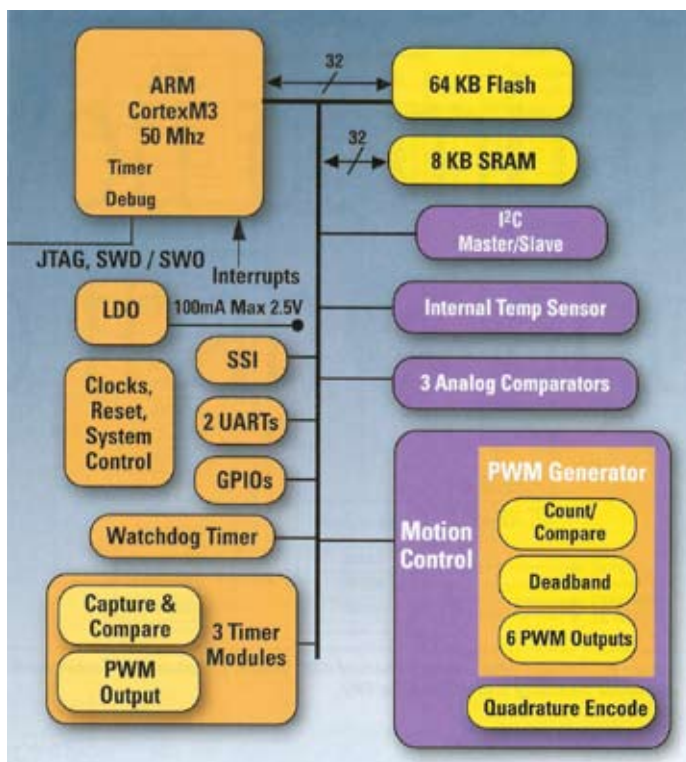 ARM
CortexM3
50 Mhz
Timer
Debug
32
64 KB Flash
32
8 KB SRAM
JTAG, SWD / SWO
Interrupts
I²C
Master/Slave
LDO
100mA Max 2.5V
Internal Temp Sensor
SSI
3 Analog Comparators
Clocks,
Reset,
System
Control
2 UARTs
GPIOs
Watchdog Timer
Capture &
Compare
PWM
Output
3 Timer
Modules
Motion
Control
PWM Generator
Count/
Compare
Deadband
6 PWM Outputs
Quadrature Encode